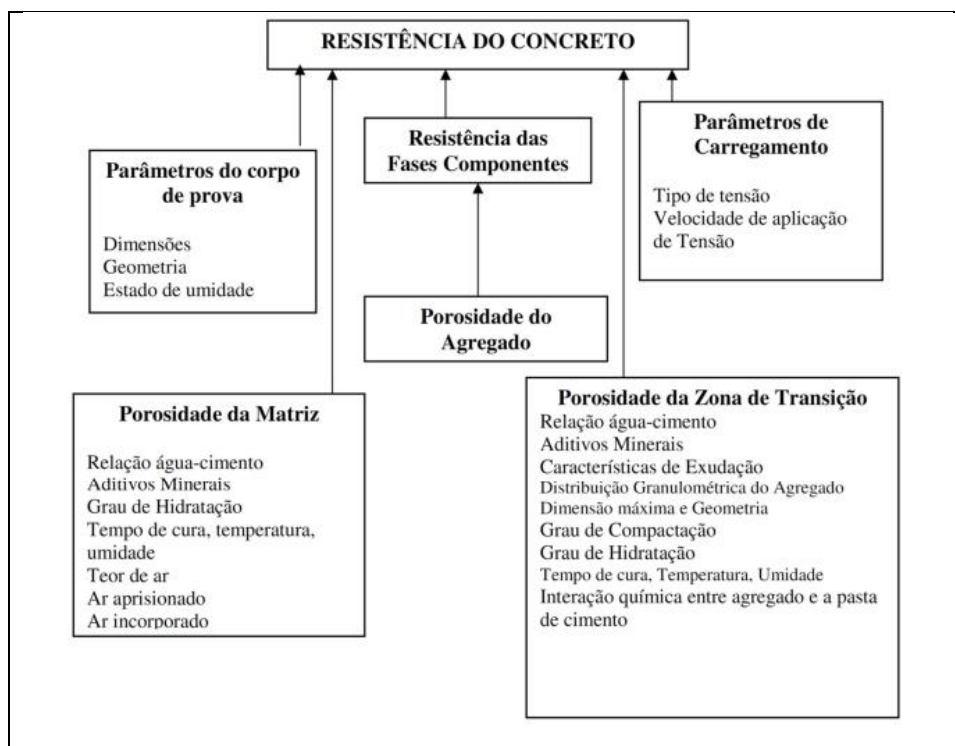 RESISTÊNCIA DO CONCRETO
Parâmetros do corpo
de prova
Dimensões
Geometria
Estado de umidade
Resistência das
Fases Componentes
Parâmetros de
Carregamento
Tipo de tensão
Velocidade de aplicação
de Tensão
Porosidade do
Agregado
Porosidade da Matriz
Relação água-cimento
Aditivos Minerais
Grau de Hidratação
Tempo de cura, temperatura,
umidade
Teor de ar
Ar aprisionado
Ar incorporado
Porosidade da Zona de Transição
Relação água-cimento
Aditivos Minerais
Características de Exudação
Distribuição Granulométrica do Agregado
Dimensão máxima e Geometria
Grau de Compactação
Grau de Hidratação
Tempo de cura, Temperatura, Umidade
Interação química entre agregado e a pasta
de cimento